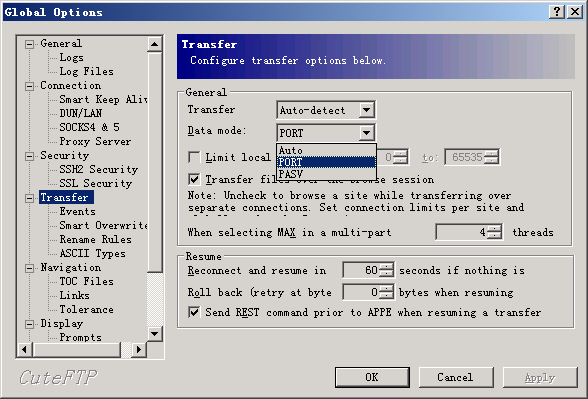 Global Options
General
Logs
Log Files
Connection
Smart Keep Aliv
DUN/LAN
SOCKS4 & 5
Proxy Server
Security
SSH2 Security
SSL Security
Transfer
Events
Smart Overwrite
Rename Rules
ASCII Types
Navigation
TOC Files
Links
Tolerance
Display
Prompts
CuteFTP
Transfer
Configure transfer options below.
General
Transfer Auto-detect
Data mode: PORT
Auto
PORT
PASV
Limit local 0 to: 65535
Transfer files over the browse session
Note: Uncheck to browse a site while transferring over
separate connections. Set connection limits per site and
When selecting MAX in a multi-part 4 threads
Resume
Reconnect and resume in 60 seconds if nothing is
Roll back (retry at byte 0 bytes when resuming
Send REST command prior to APPE when resuming a transfer
OK Cancel Apply